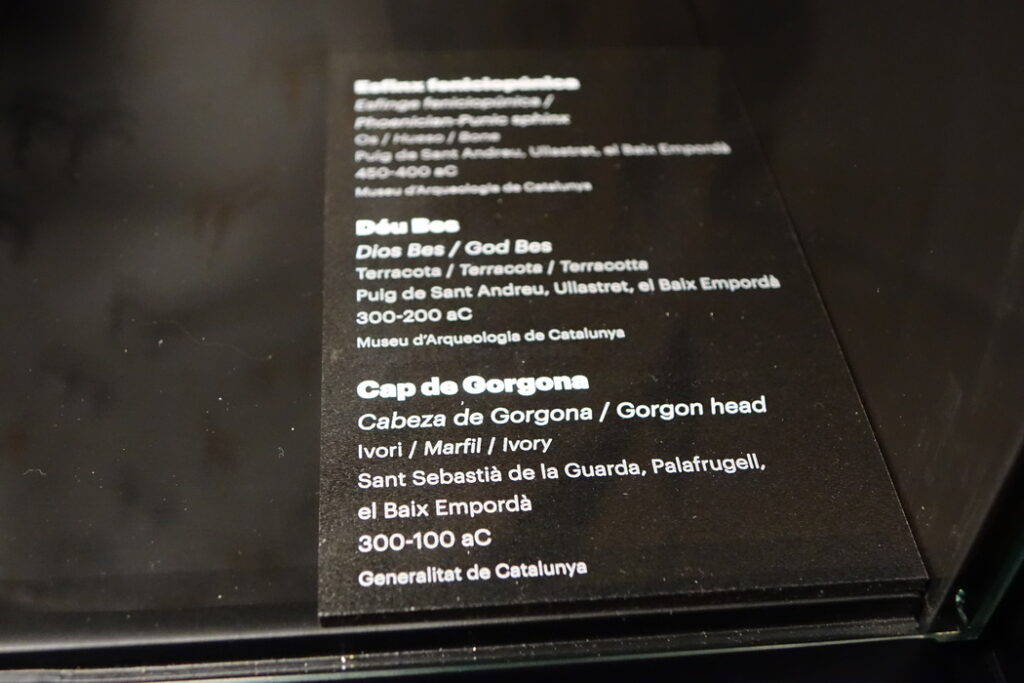 Esfinx feniciopúnica
Esfinge feniciopúnica /
Phoenician-Punic sphinx
Os / Hueso / Bone
Puig de Sant Andreu, Ullastret, el Baix Empordà
450-400 aC
Museu d'Arqueologia de Catalunya
Déu Bes
Dios Bes / God Bes
Terracota / Terracota / Terracotta
Puig de Sant Andreu, Ullastret, el Baix Empordà
300-200 aC
Museu d'Arqueologia de Catalunya
Cap de Gorgona
Cabeza de Gorgona / Gorgon head
Ivori / Marfil / Ivory
Sant Sebastià de la Guarda, Palafrugell,
el Baix Empordà
300-100 aC
Generalitat de Catalunya